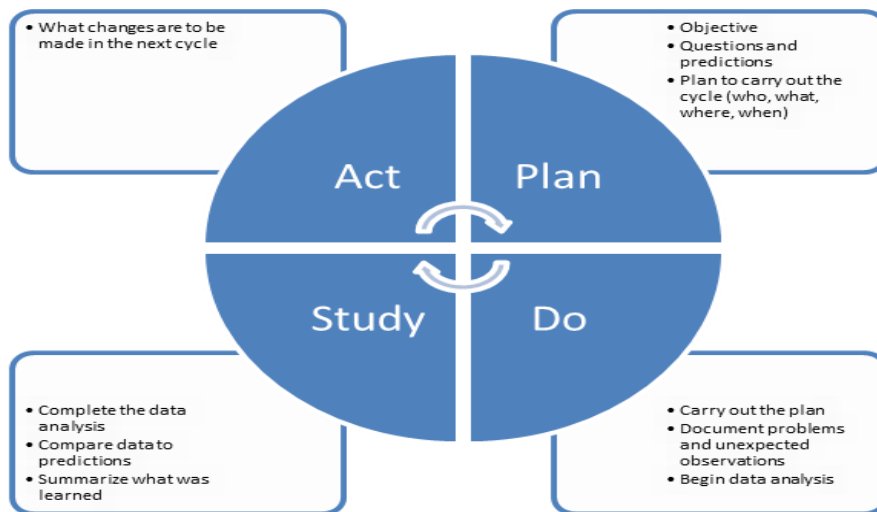 • What changes are to be
made in the next cycle
• Objective
• Questions and
predictions
• Plan to carry out the
cycle (who, what,
where, when)
Act
Plan
Study
Do
• Complete the data
analysis
• Compare data to
predictions
• Summarize what was
learned
• Carry out the plan
• Document problems
and unexpected
observations
• Begin data analysis